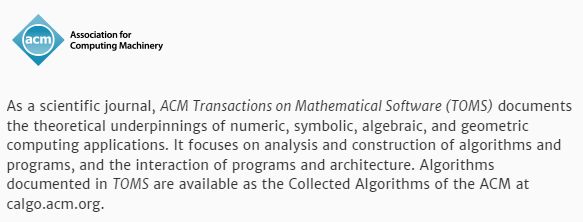 acm
Association for
Computing Machinery
As a scientific journal, ACM Transactions on Mathematical Software (TOMS) documents
the theoretical underpinnings of numeric, symbolic, algebraic, and geometric
computing applications. It focuses on analysis and construction of algorithms and
programs, and the interaction of programs and architecture. Algorithms
documented in TOMS are available as the Collected Algorithms of the ACM at
calgo.acm.org.